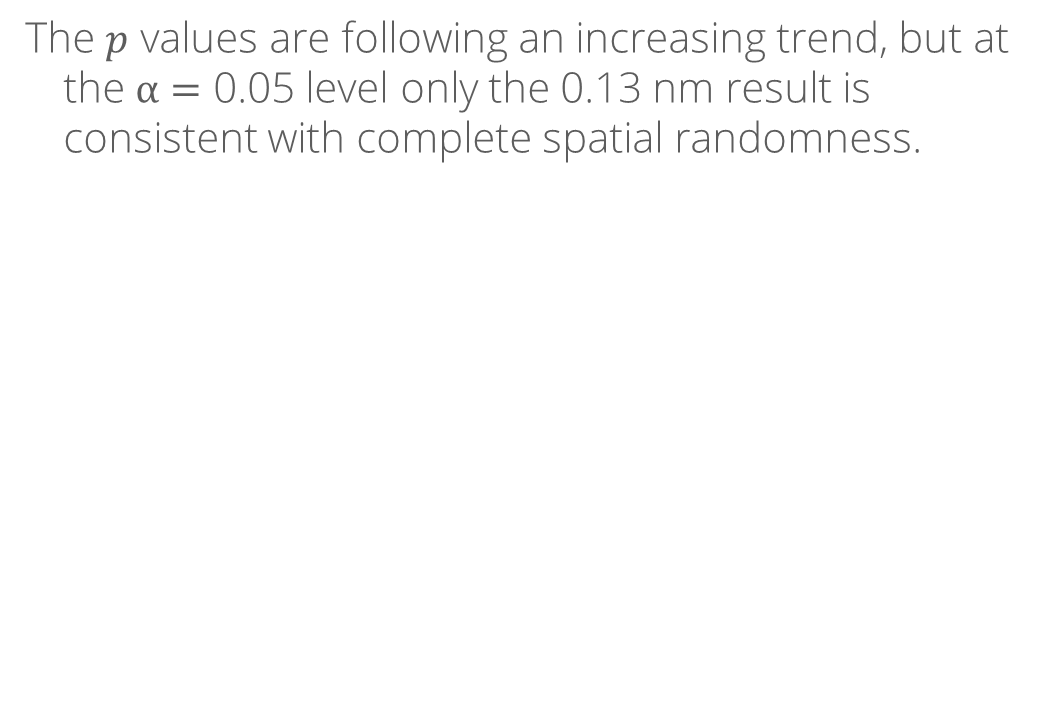 The p values are following an increasing trend, but at
the α = 0.05 level only the 0.13 nm result is
consistent with complete spatial randomness.